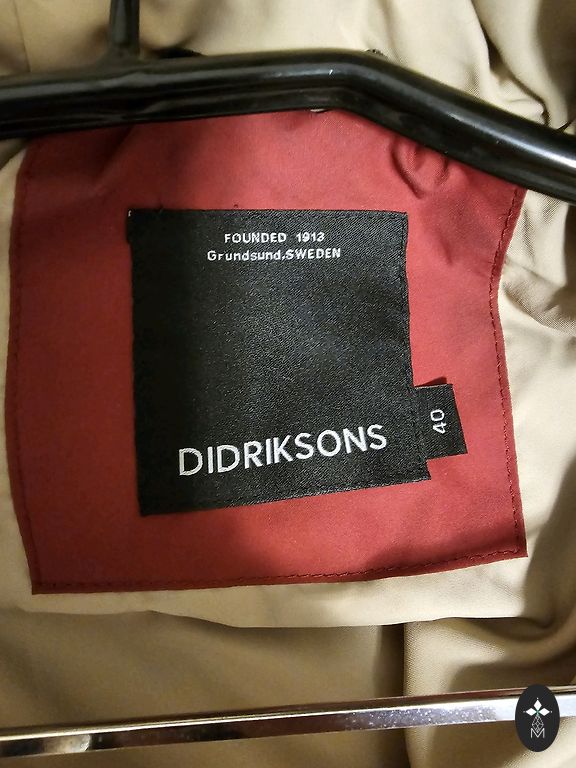 FOUNDED 1913
Grundsund,SWEDEN
DIDRIKSONS
40
M